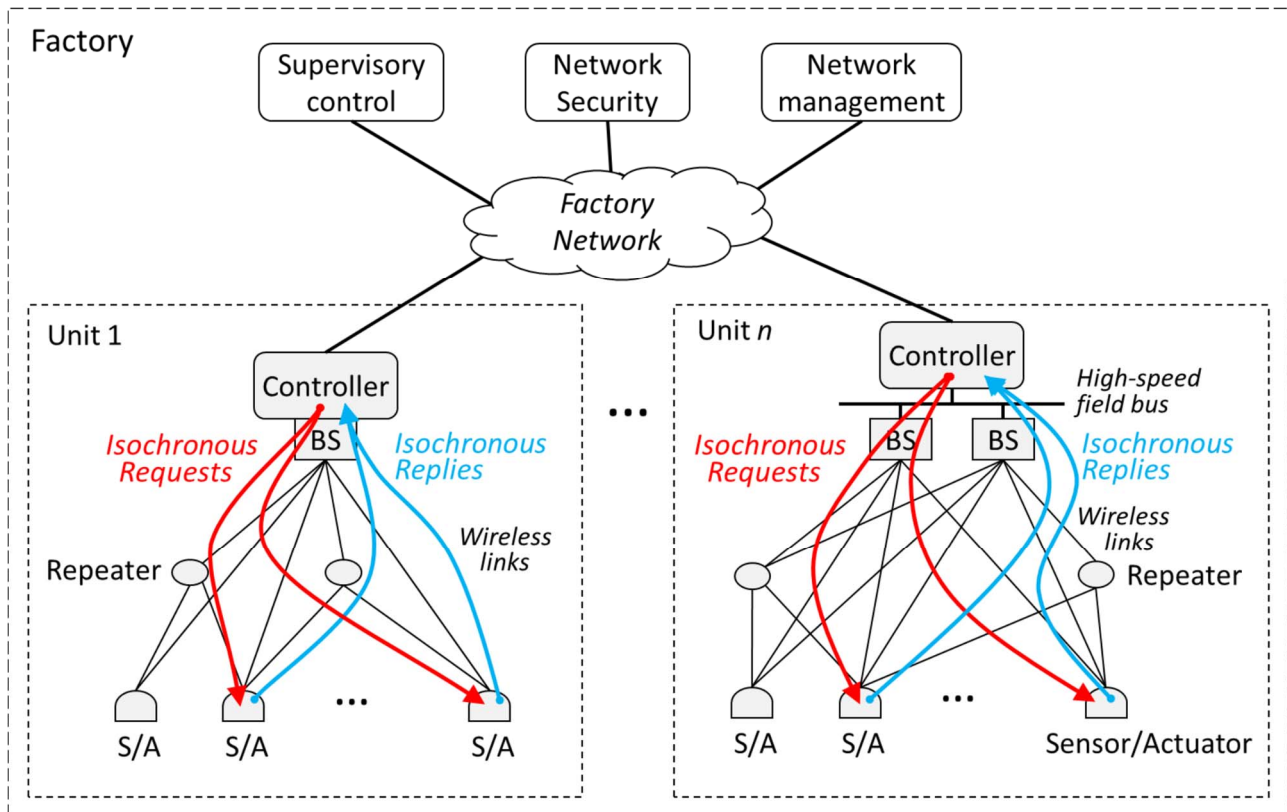 Factory
Supervisory
control
Network
Security
Network
management
Factory
Network
Unit 1
Controller
BS
Isochronous
Requests
Isochronous
Replies
Wireless
links
Repeater
S/A
S/A
...
S/A
...
Unit n
Controller
High-speed
field bus
BS
BS
Isochronous
Requests
Isochronous
Replies
Wireless
links
Repeater
S/A
S/A
...
Sensor/Actuator